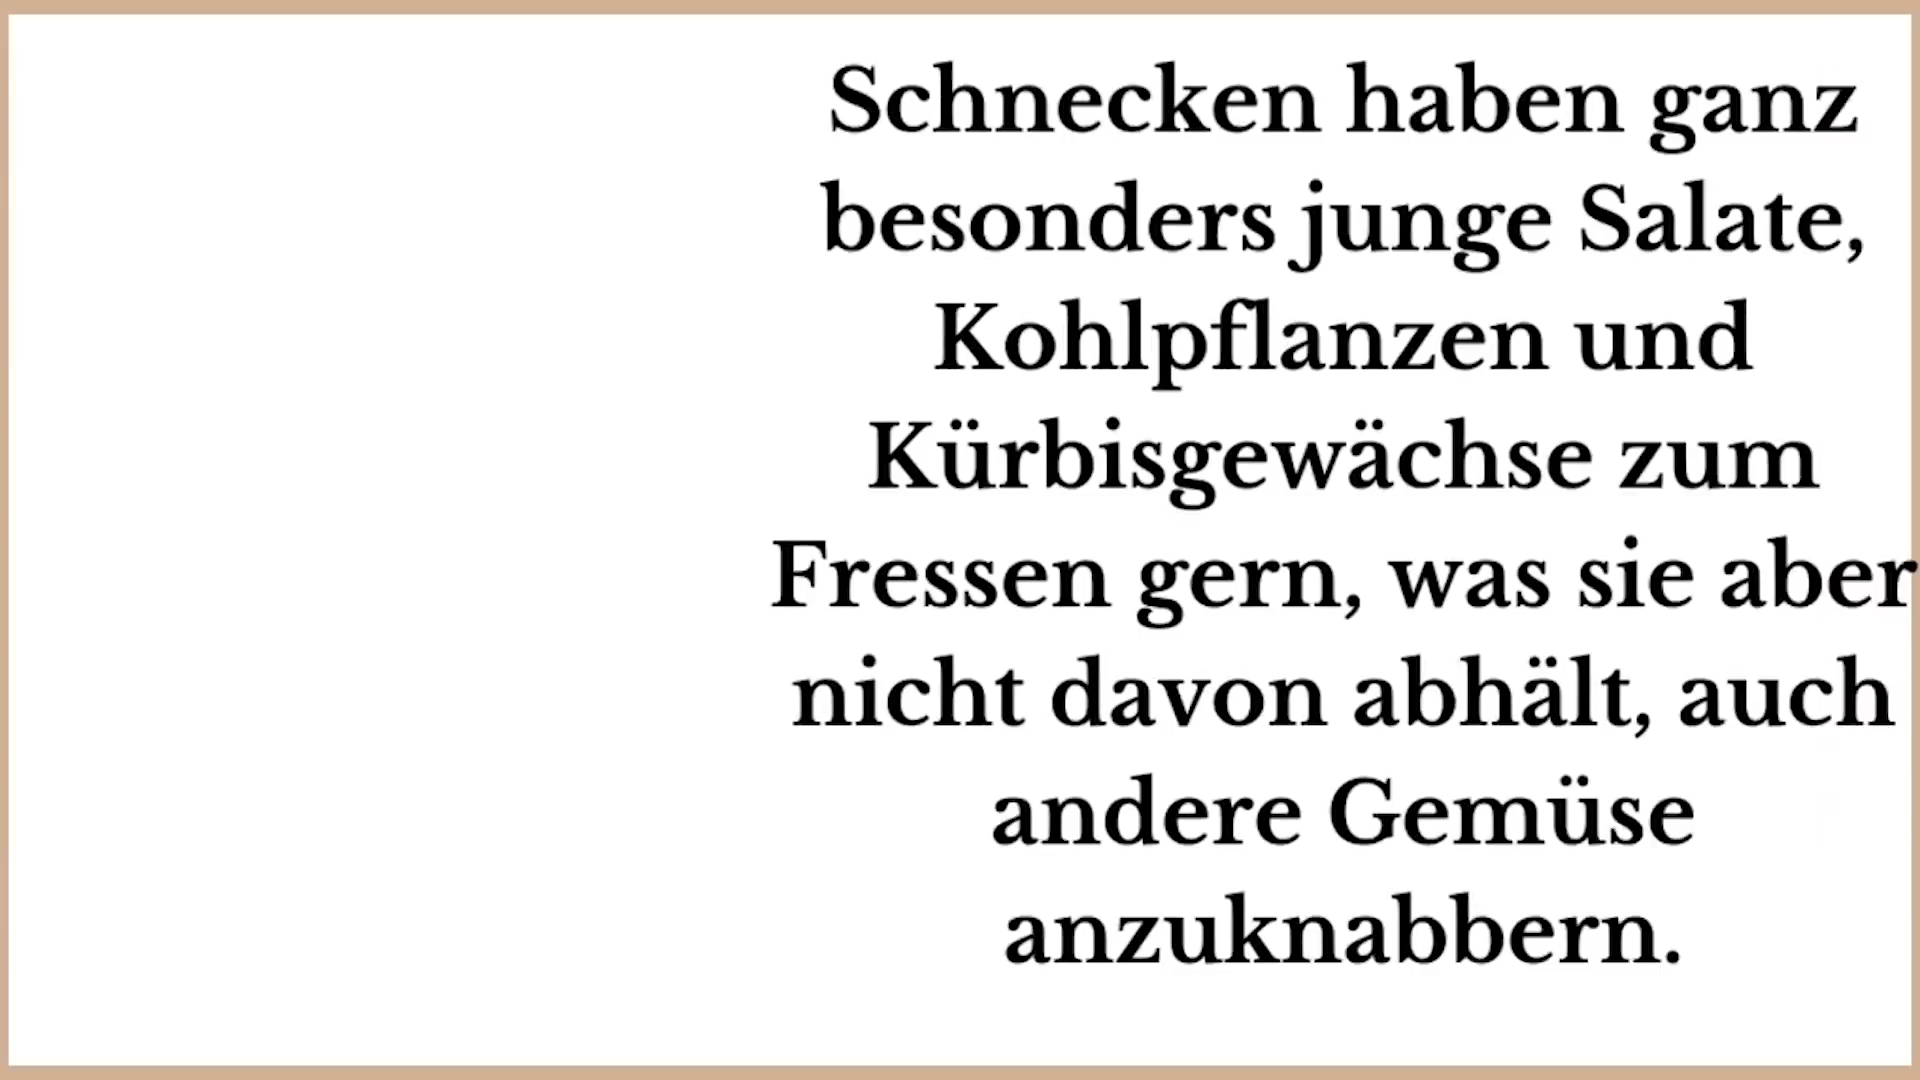 Schnecken haben ganz
besonders junge Salate,
Kohlpflanzen und
Kürbisgewächse zum
Fressen gern, was sie aber
nicht davon abhält, auch
andere Gemüse
anzuknabbern.